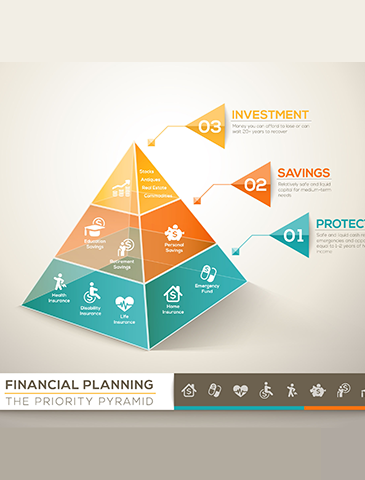 03
INVESTMENT
Money you can afford to lose or can
wait 20+ years to recover
02
SAVINGS
Relatively safe and liquid
capital for medium-term
needs
01
PROTECT
Safe and liquid cash
emergencies and
equal to 1-2 years of
income
Stocks
Antiques
Real Estate
Commodities
Education
Savings
Retirement
Savings
Personal
Savings
Health
Insurance
Disability
Insurance
Life
Insurance
Home
Insurance
Emergency
Fund
FINANCIAL PLANNING
THE PRIORITY PYRAMID